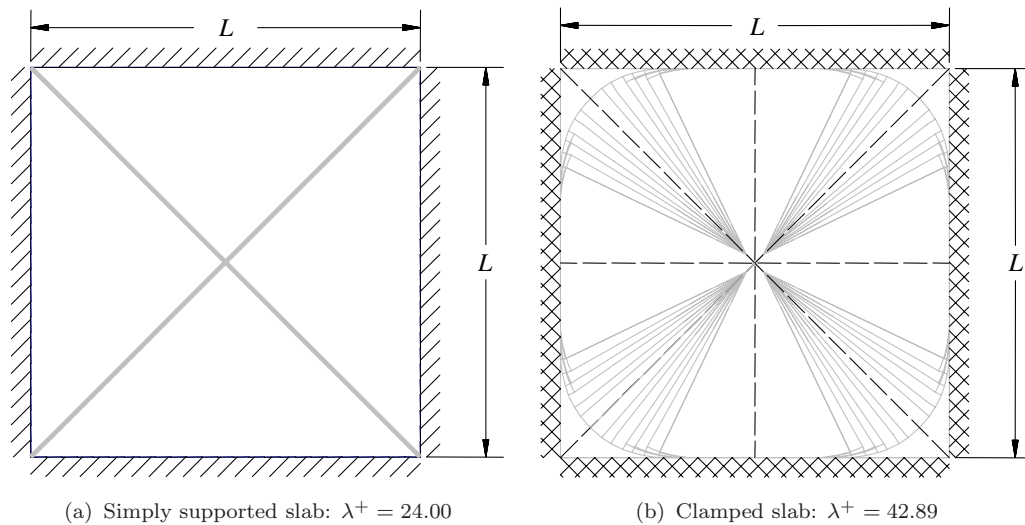 L
L
L
L
(a) Simply supported slab: λ⁺ = 24.00
(b) Clamped slab: λ⁺ = 42.89